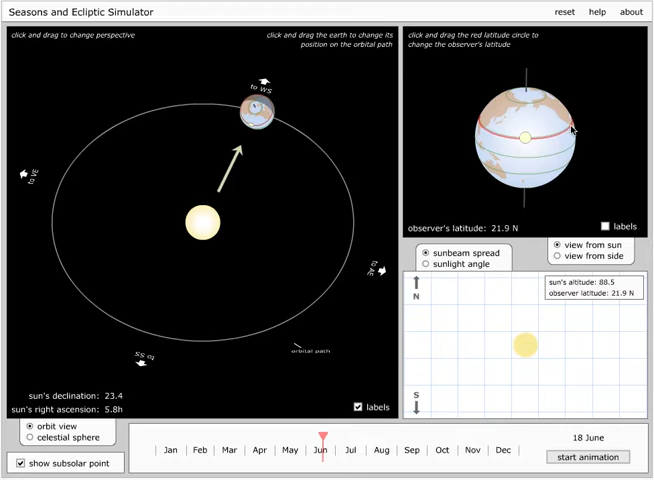 Seasons and Ecliptic Simulator
reset help about
click and drag to change perspective
click and drag the earth to change its
position on the orbital path
click and drag the red latitude circle to
change the observer's latitude
to WS
to VE
to AE
to SS
orbital path
observer's latitude: 21.9 N
labels
sunbeam spread
sunlight angle
view from sun
view from side
N
sun's altitude: 88.5
observer latitude: 21.9 N
S
sun's declination: 23.4
sun's right ascension: 5.8h
labels
orbit view
celestial sphere
show subsolar point
Jan Feb Mar Apr May Jun Jul Aug Sep Oct Nov Dec
18 June
start animation